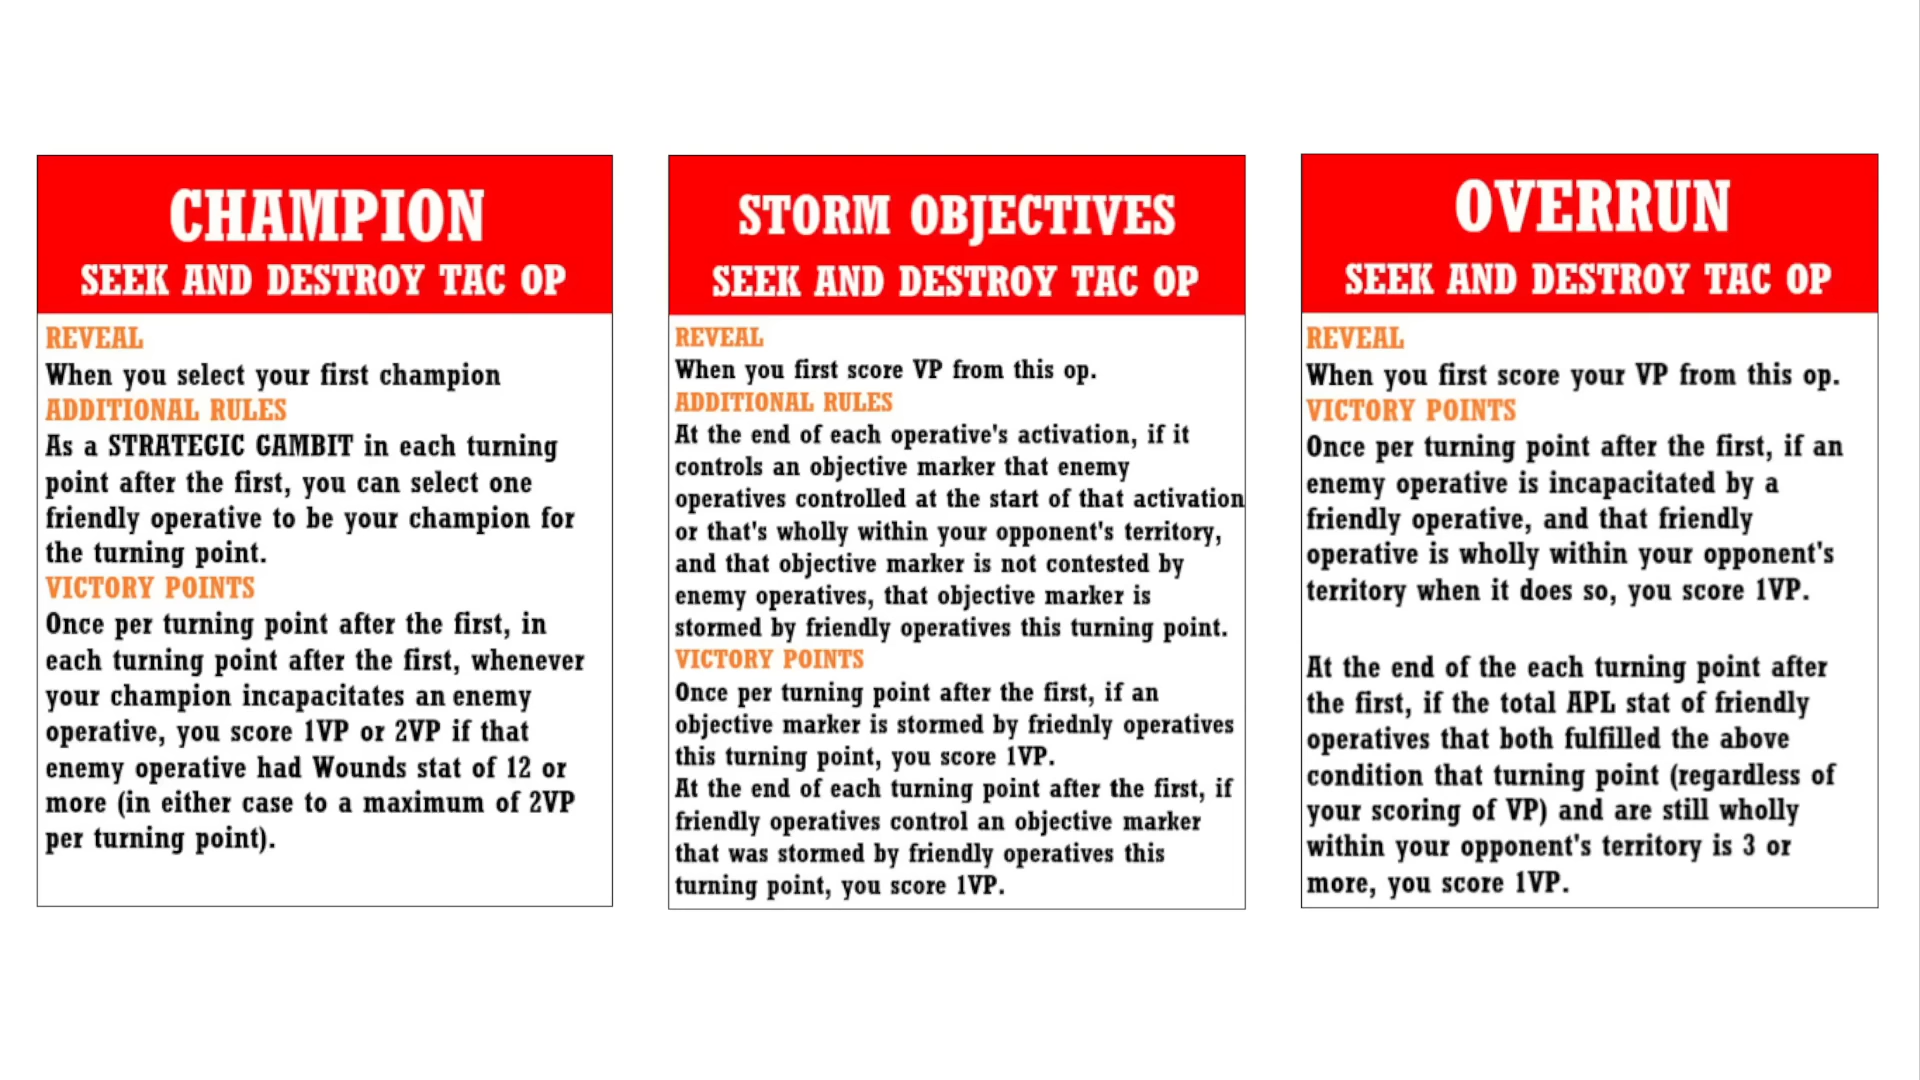 CHAMPION
SEEK AND DESTROY TAC OP
REVEAL
When you select your first champion
ADDITIONAL RULES
As a STRATEGIC GAMBIT in each turning
point after the first, you can select one
friendly operative to be your champion for
the turning point.
VICTORY POINTS
Once per turning point after the first, in
each turning point after the first, whenever
your champion incapacitates an enemy
operative, you score 1VP or 2VP if that
enemy operative had Wounds stat of 12 or
more (in either case to a maximum of 2VP
per turning point).
STORM OBJECTIVES
SEEK AND DESTROY TAC OP
REVEAL
When you first score VP from this op.
ADDITIONAL RULES
At the end of each operative's activation, if it
controls an objective marker that enemy
operatives controlled at the start of that activation
or that's wholly within your opponent's territory,
and that objective marker is not contested by
enemy operatives, that objective marker is
stormed by friendly operatives this turning point.
VICTORY POINTS
Once per turning point after the first, if an
objective marker is stormed by friednly operatives
this turning point, you score 1VP.
At the end of each turning point after the first, if
friendly operatives control an objective marker
that was stormed by friendly operatives this
turning point, you score 1VP.
OVERRUN
SEEK AND DESTROY TAC OP
REVEAL
When you first score your VP from this op.
VICTORY POINTS
Once per turning point after the first, if an
enemy operative is incapacitated by a
friendly operative, and that friendly
operative is wholly within your opponent's
territory when it does so, you score 1VP.
At the end of the each turning point after
the first, if the total APL stat of friendly
operatives that both fulfilled the above
condition that turning point (regardless of
your scoring of VP) and are still wholly
within your opponent's territory is 3 or
more, you score 1VP.